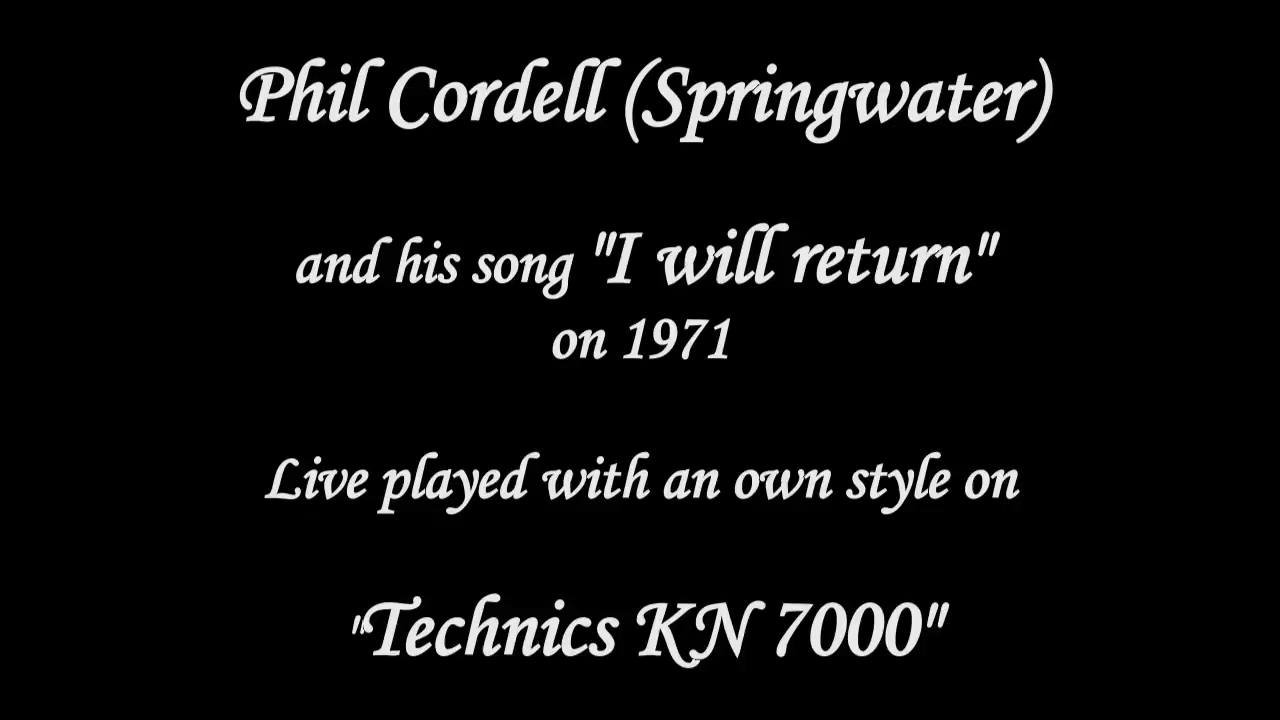 Phil Cordell (Springwater)
and his song "I will return"
on 1971
Live played with an own style on
"Technics KN 7000"